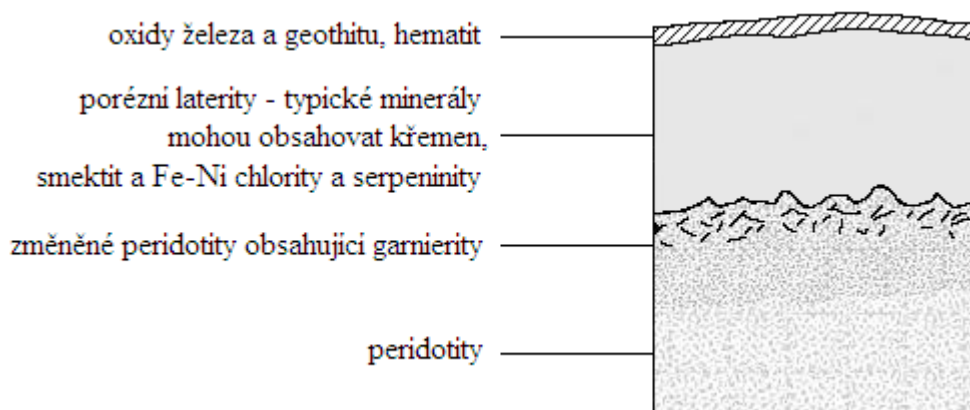 oxidy železa a geothitu, hematit
porézní laterity - typické minerály
mohou obsahovat křemen,
smektit a Fe-Ni chlority a serpeninity
změněné peridotity obsahující garnierity
peridotity